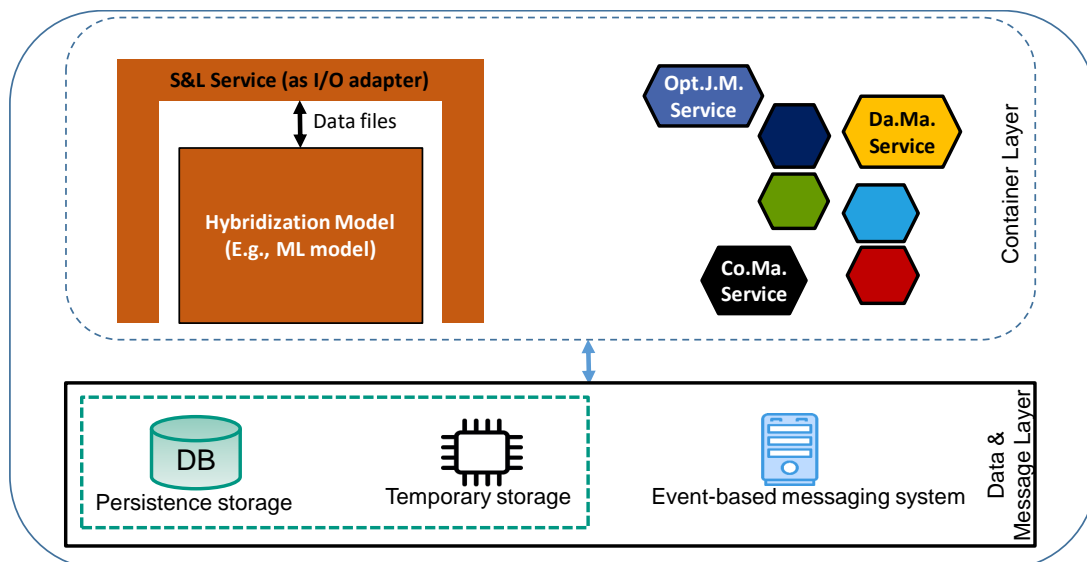 S&L Service (as I/O adapter)
Data files
Hybridization Model
(E.g., ML model)
Opt.J.M.
Service
Da.Ma.
Service
Co.Ma.
Service
Container Layer
DB
Persistence storage
Temporary storage
Event-based messaging system
Data &
Message Layer